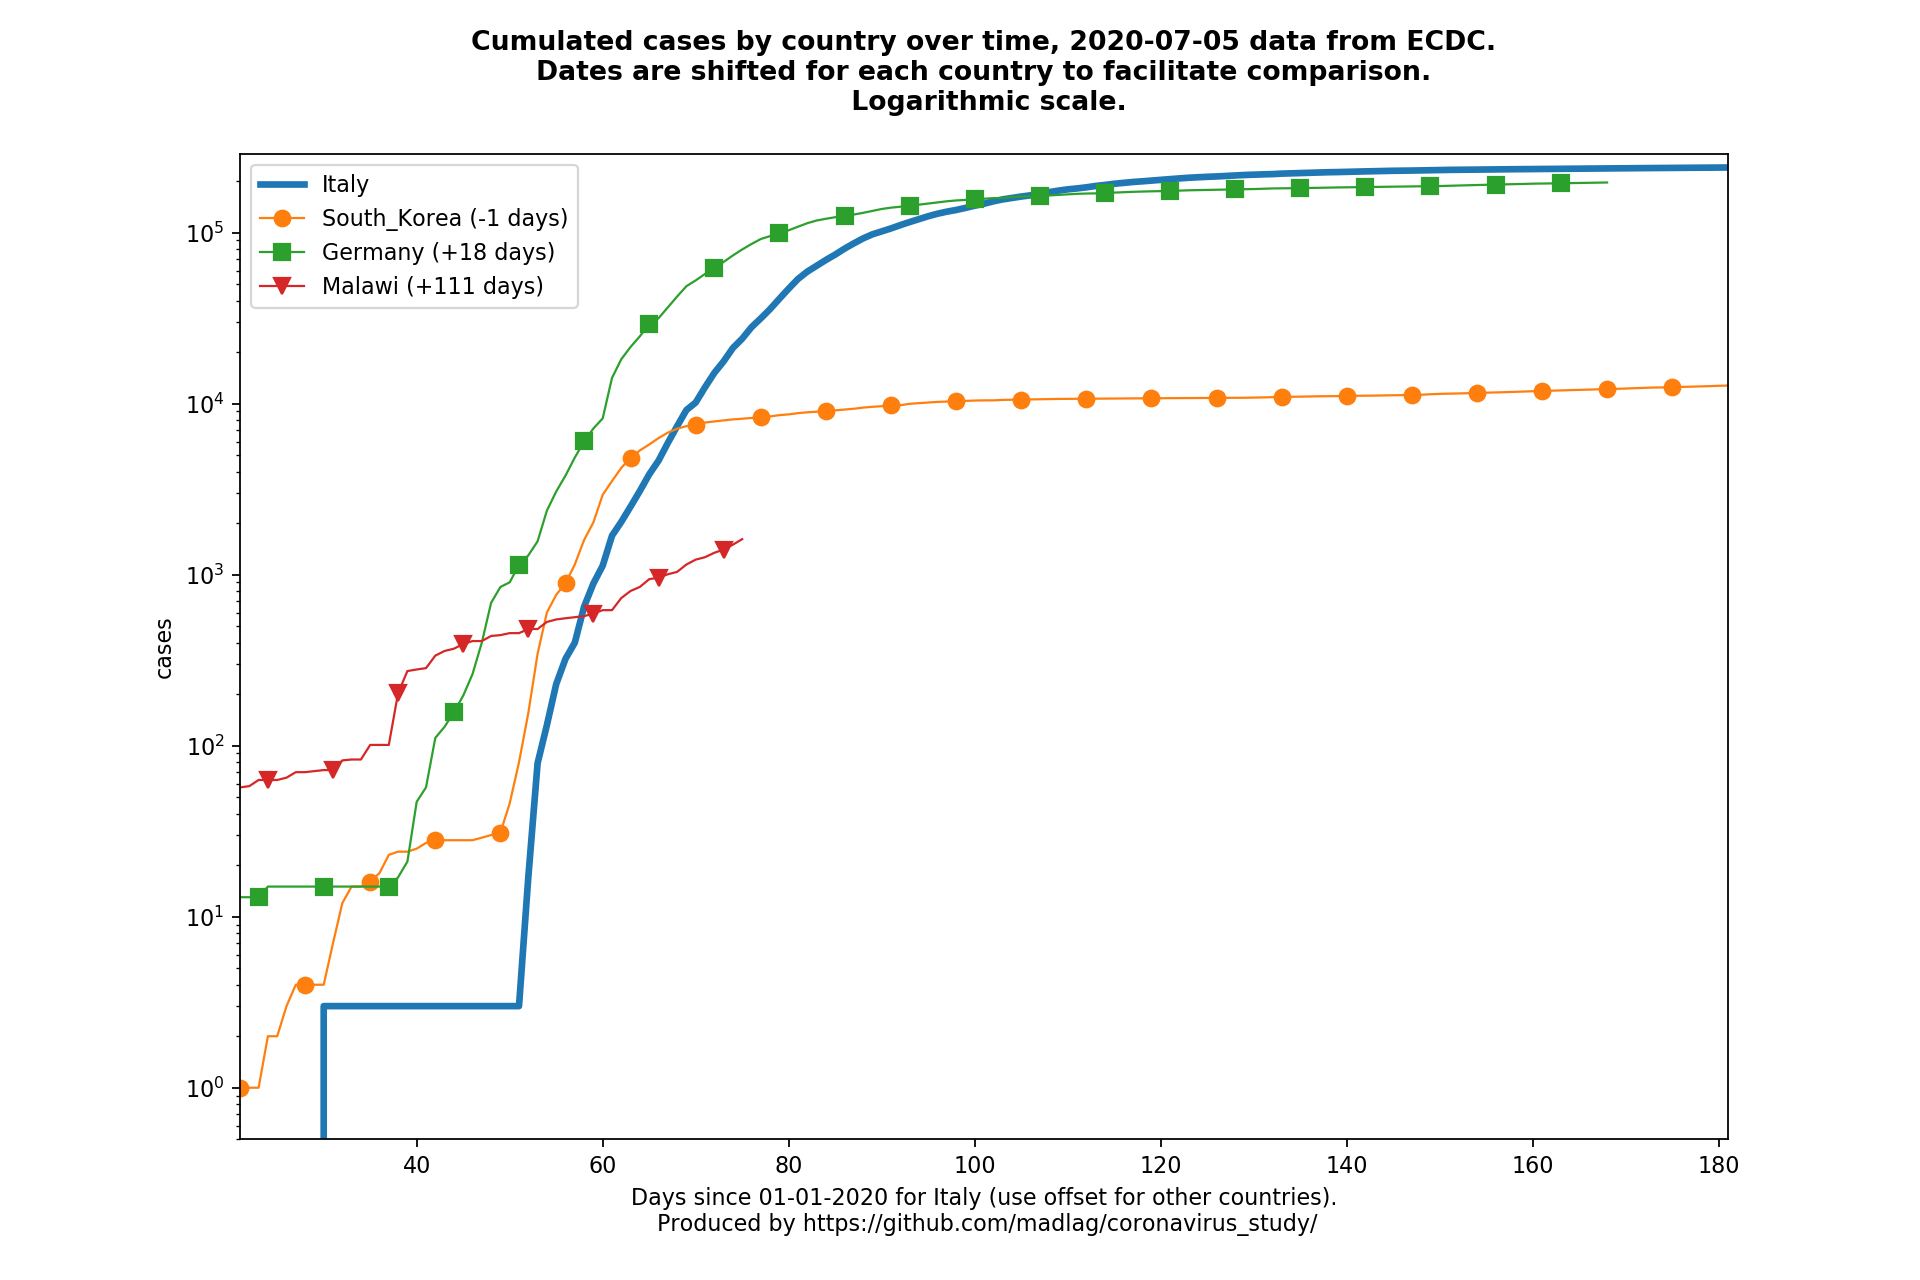 Cumulated cases by country over time, 2020-07-05 data from ECDC.
Dates are shifted for each country to facilitate comparison.
Logarithmic scale.
Italy
South_Korea (-1 days)
Germany (+18 days)
Malawi (+111 days)
10^5
10^4
10^3
10^2
10^1
10^0
cases
40 60 80 100 120 140 160 180
Days since 01-01-2020 for Italy (use offset for other countries).
Produced by https://github.com/madlag/coronavirus_study/